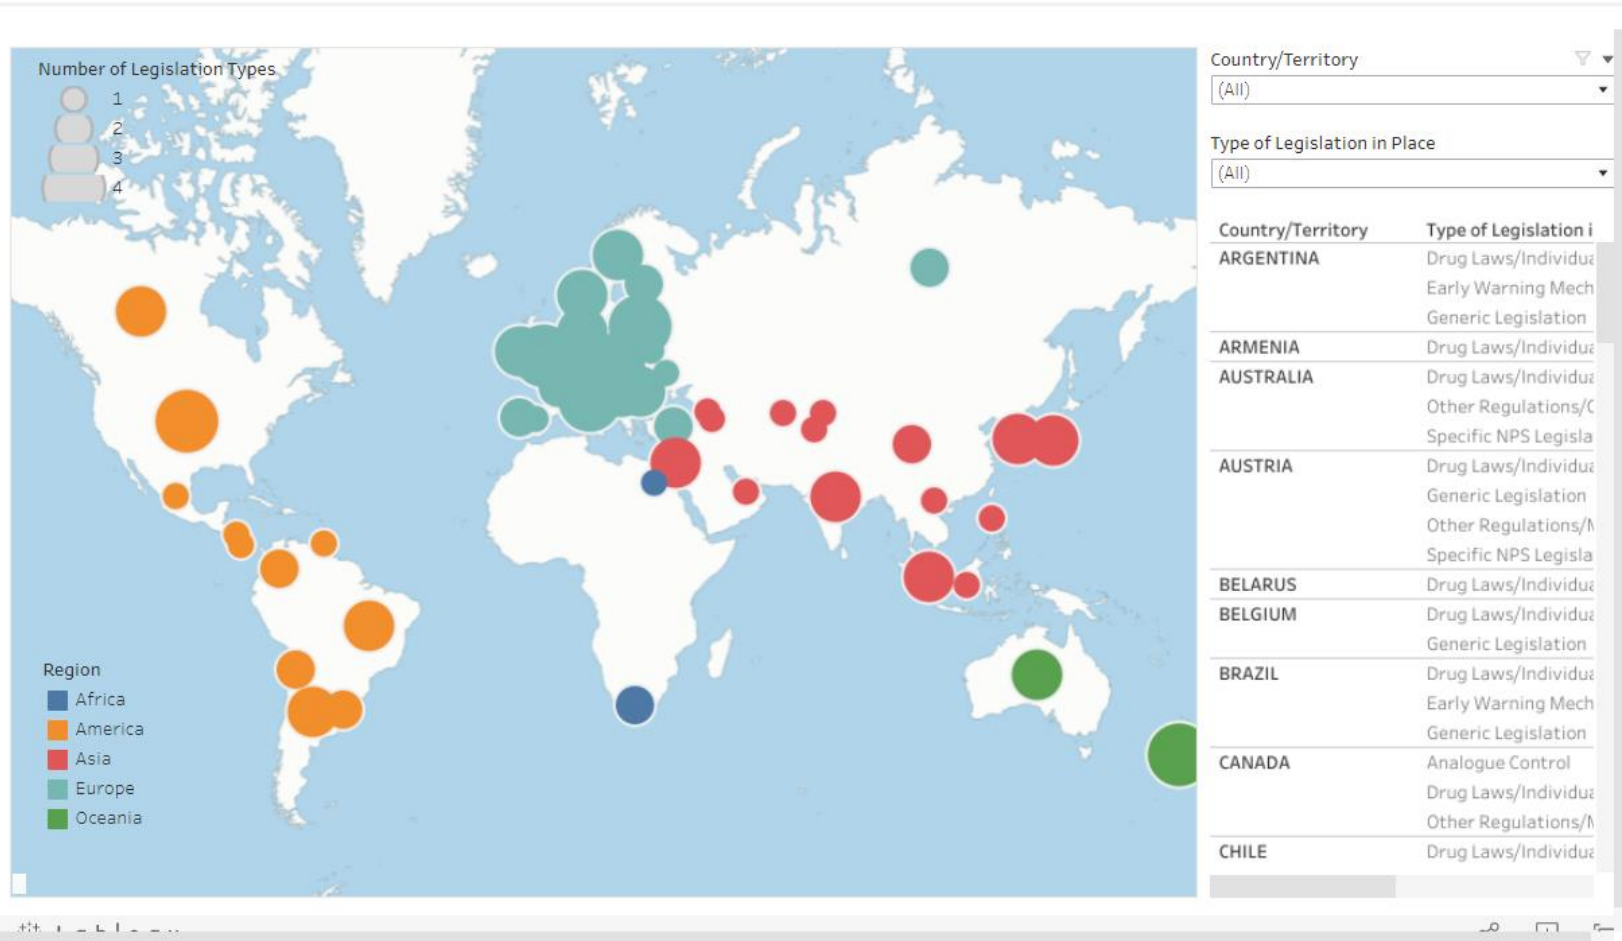 Number of Legislation Types
1
2
3
4
Region
Africa
America
Asia
Europe
Oceania
Country/Territory
(All)
Type of Legislation in Place
(All)
Country/Territory Type of Legislation i
ARGENTINA Drug Laws/Individua
Early Warning Mech
Generic Legislation
ARMENIA Drug Laws/Individua
AUSTRALIA Drug Laws/Individua
Other Regulations/C
Specific NPS Legisla
AUSTRIA Drug Laws/Individua
Generic Legislation
Other Regulations/M
Specific NPS Legisla
BELARUS Drug Laws/Individua
BELGIUM Drug Laws/Individua
Generic Legislation
BRAZIL Drug Laws/Individua
Early Warning Mech
Generic Legislation
CANADA Analogue Control
Drug Laws/Individua
Other Regulations/M
CHILE Drug Laws/Individua